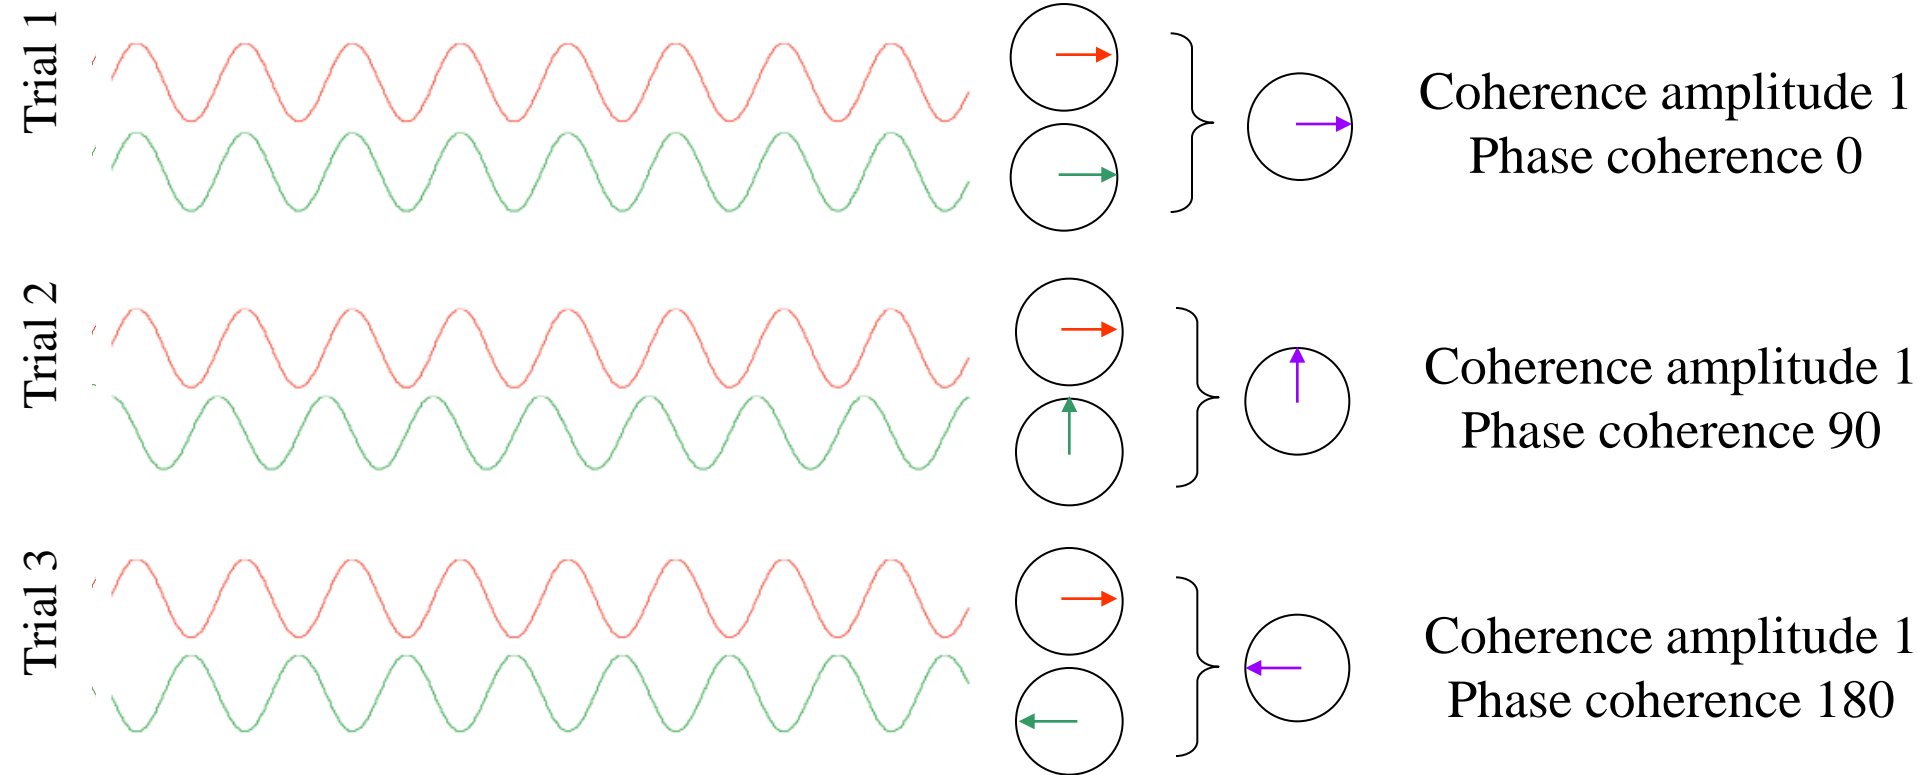 Trial 1
Coherence amplitude 1
Phase coherence 0
Trial 2
Coherence amplitude 1
Phase coherence 90
Trial 3
Coherence amplitude 1
Phase coherence 180